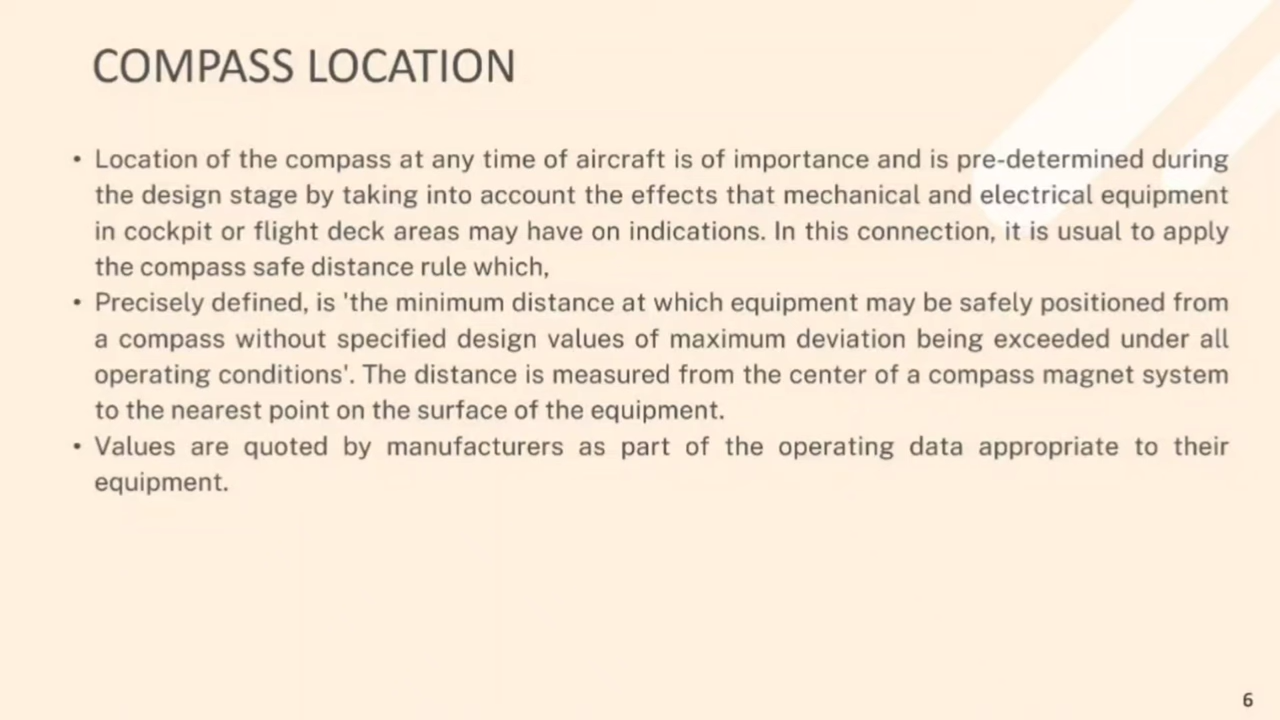 COMPASS LOCATION
• Location of the compass at any time of aircraft is of importance and is pre-determined during
the design stage by taking into account the effects that mechanical and electrical equipment
in cockpit or flight deck areas may have on indications. In this connection, it is usual to apply
the compass safe distance rule which,
• Precisely defined, is 'the minimum distance at which equipment may be safely positioned from
a compass without specified design values of maximum deviation being exceeded under all
operating conditions'. The distance is measured from the center of a compass magnet system
to the nearest point on the surface of the equipment.
• Values are quoted by manufacturers as part of the operating data appropriate to their
equipment.
6